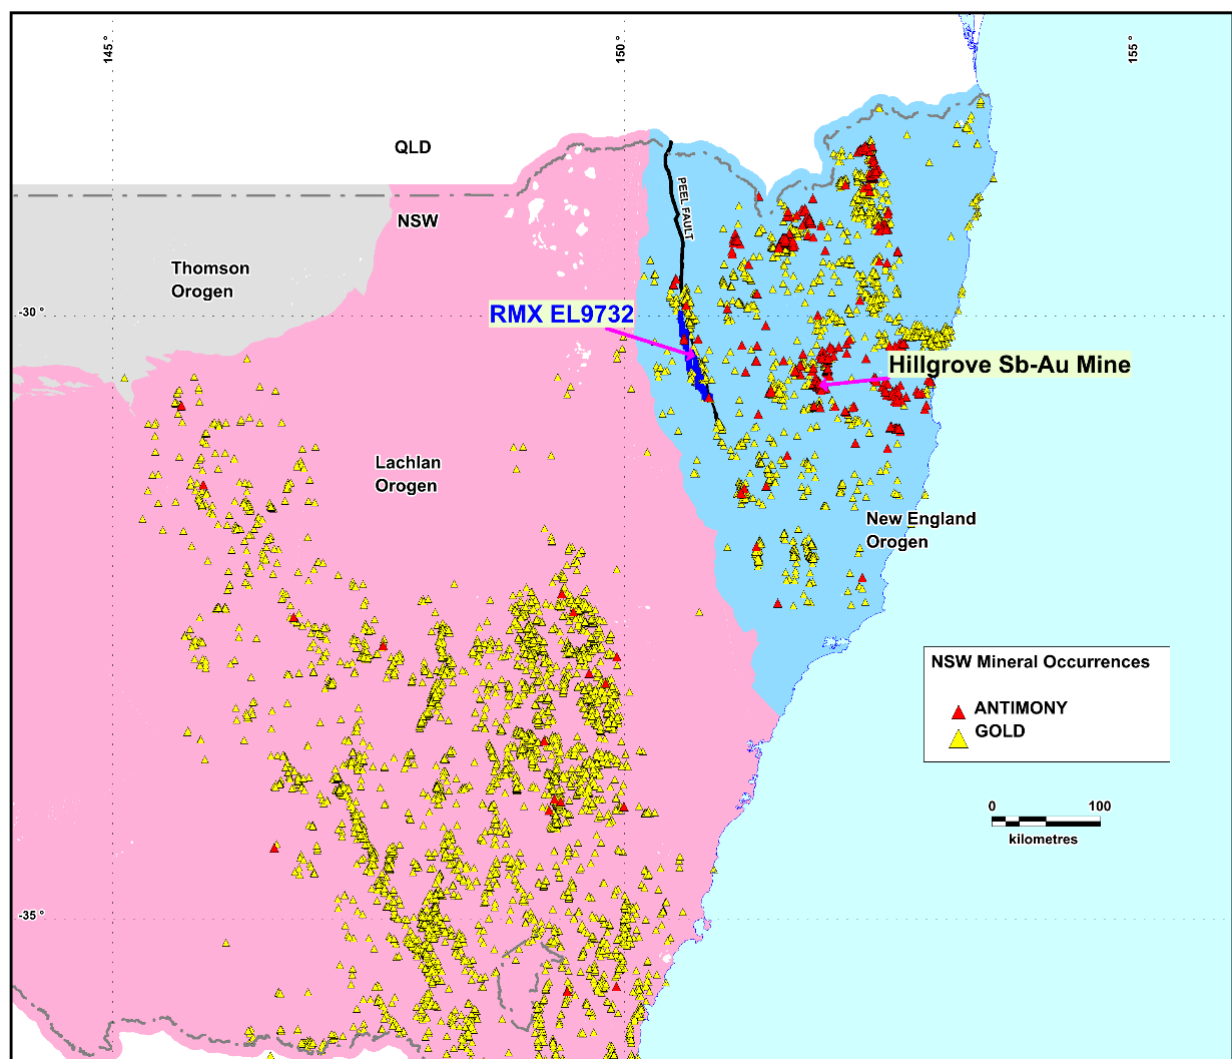 145 °
150 °
155 °
QLD
NSW
PEEL FAULT
Thomson
Orogen
-30 °
RMX EL9732
Hillgrove Sb-Au Mine
Lachlan
Orogen
New England
Orogen
NSW Mineral Occurrences
ANTIMONY
GOLD
0 100
kilometres
-35 °